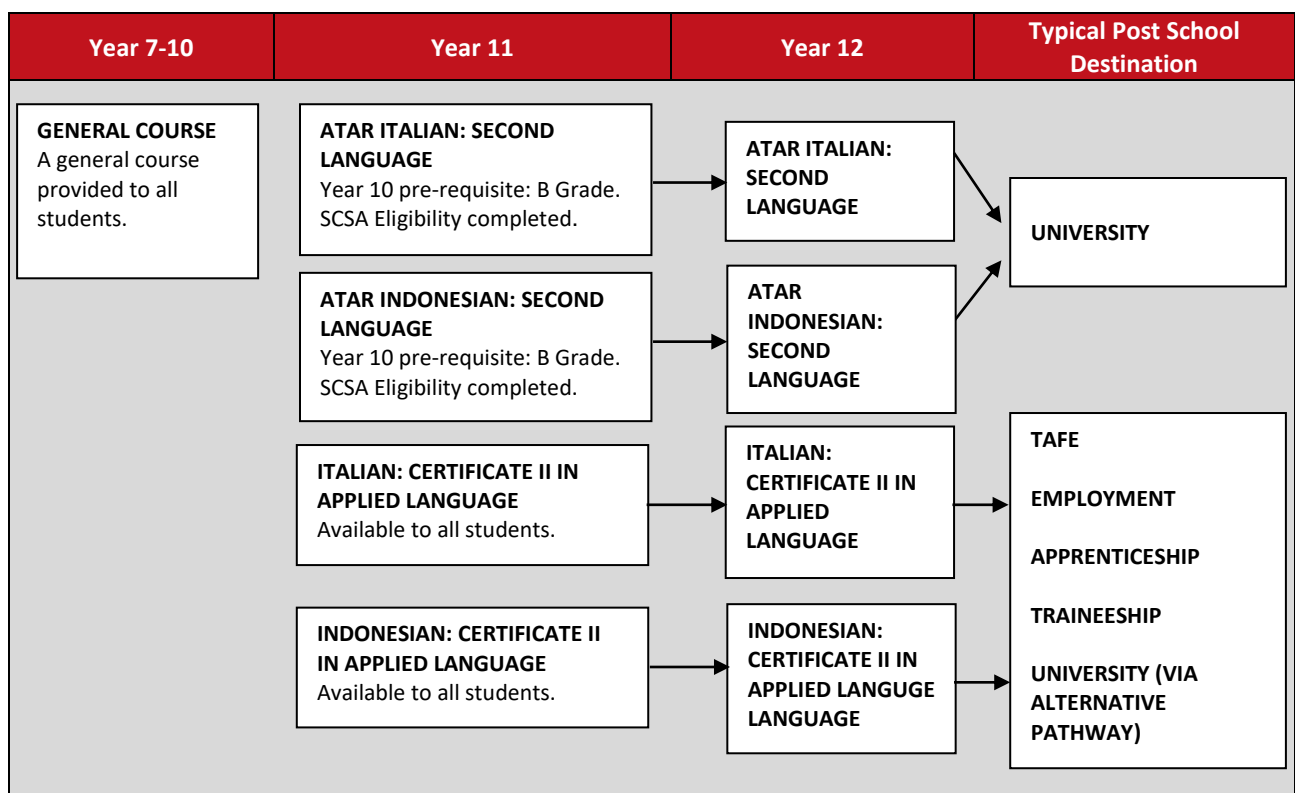 Year 7-10
Year 11
Year 12
Typical Post School
Destination
GENERAL COURSE
A general course
provided to all
students.
ATAR ITALIAN: SECOND
LANGUAGE
Year 10 pre-requisite: B Grade.
SCSA Eligibility completed.
ATAR ITALIAN:
SECOND
LANGUAGE
UNIVERSITY
ATAR INDONESIAN: SECOND
LANGUAGE
Year 10 pre-requisite: B Grade.
SCSA Eligibility completed.
ATAR
INDONESIAN:
SECOND
LANGUAGE
ITALIAN: CERTIFICATE II IN
APPLIED LANGUAGE
Available to all students.
ITALIAN:
CERTIFICATE II IN
APPLIED
LANGUAGE
INDONESIAN: CERTIFICATE II
IN APPLIED LANGUAGE
Available to all students.
INDONESIAN:
CERTIFICATE II IN
APPLIED LANGUGE
LANGUAGE
TAFE
EMPLOYMENT
APPRENTICESHIP
TRAINEESHIP
UNIVERSITY (VIA
ALTERNATIVE
PATHWAY)